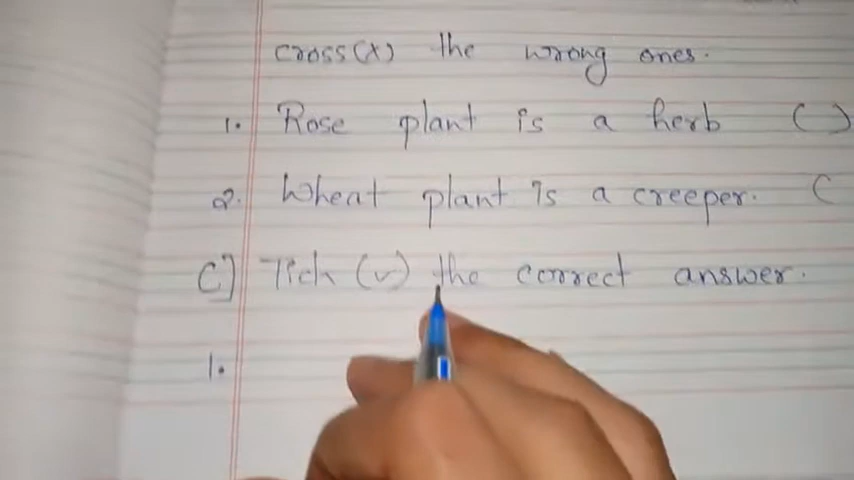 cross(x) the wrong ones.
1. Rose plant is a herb ( )
2. Wheat plant is a creeper. (
C] Tick (✓) the correct answer.
1.